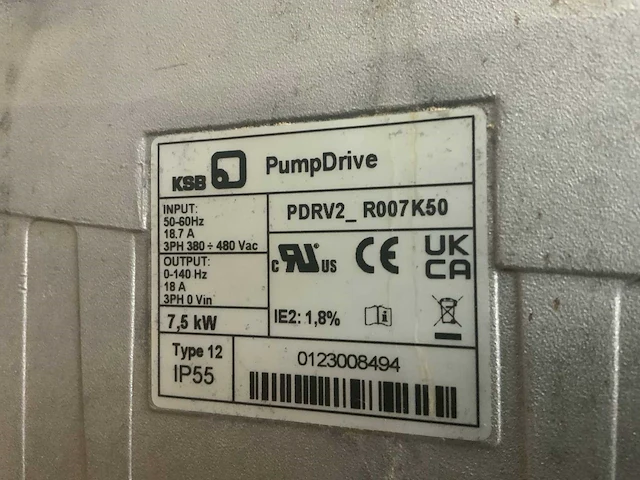 KSB PumpDrive
PDRV2_ R007K50
INPUT:
50-60Hz
18.7 A
3PH 380 ÷ 480 Vac
OUTPUT:
0-140 Hz
18 A
3PH 0 Vin
7,5 kW
c RU US CE UK CA
IE2: 1,8%
i
Type 12
IP55
0123008494